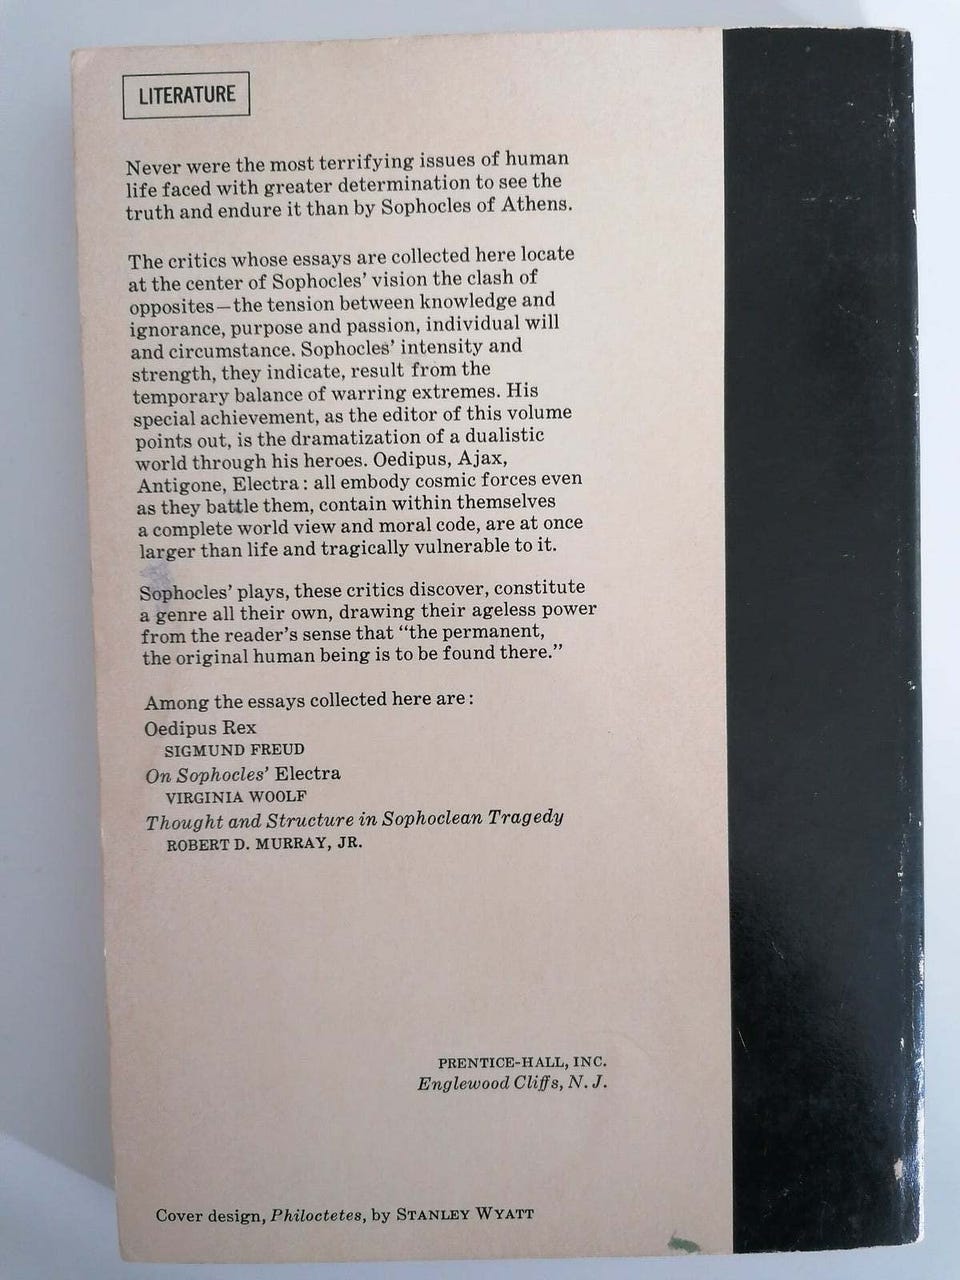 LITERATURE
Never were the most terrifying issues of human
life faced with greater determination to see the
truth and endure it than by Sophocles of Athens.
The critics whose essays are collected here locate
at the center of Sophocles' vision the clash of
opposites—the tension between knowledge and
ignorance, purpose and passion, individual will
and circumstance. Sophocles' intensity and
strength, they indicate, result from the
temporary balance of warring extremes. His
special achievement, as the editor of this volume
points out, is the dramatization of a dualistic
world through his heroes. Oedipus, Ajax,
Antigone, Electra: all embody cosmic forces even
as they battle them, contain within themselves
a complete world view and moral code, are at once
larger than life and tragically vulnerable to it.
Sophocles' plays, these critics discover, constitute
a genre all their own, drawing their ageless power
from the reader's sense that "the permanent,
the original human being is to be found there."
Among the essays collected here are:
Oedipus Rex
SIGMUND FREUD
On Sophocles' Electra
VIRGINIA WOOLF
Thought and Structure in Sophoclean Tragedy
ROBERT D. MURRAY, JR.
PRENTICE-HALL, INC.
Englewood Cliffs, N. J.
Cover design, Philoctetes, by STANLEY WYATT